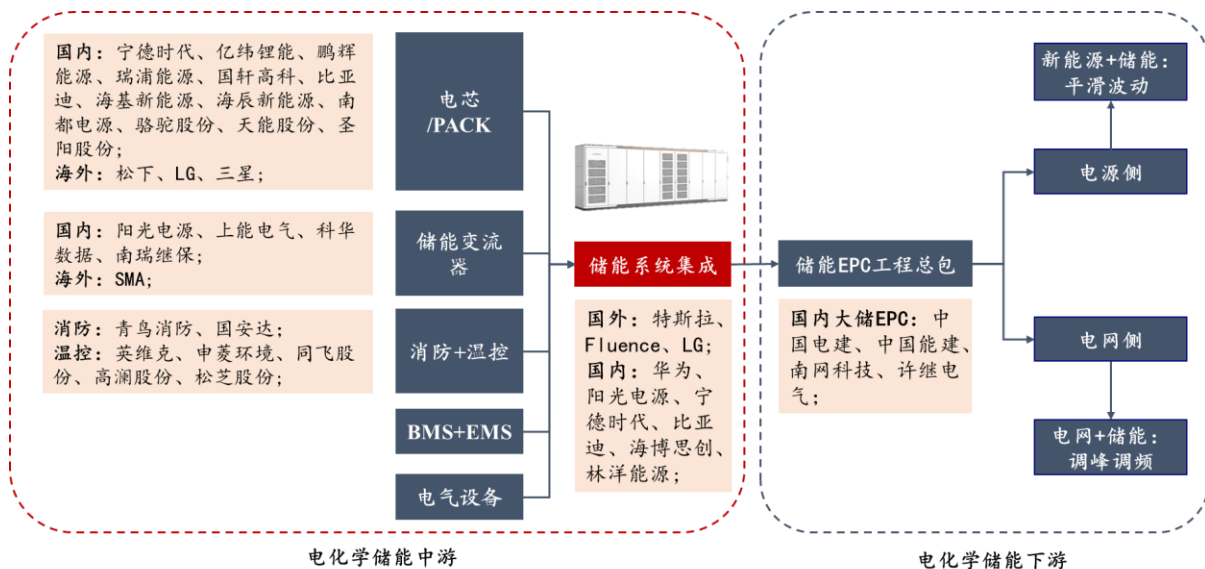 国内：宁德时代、亿纬锂能、鹏辉
能源、瑞浦能源、国轩高科、比亚
迪、海基新能源、海辰新能源、南
都电源、骆驼股份、天能股份、圣
阳股份；
海外：松下、LG、三星；
电芯
/PACK
国内：阳光电源、上能电气、科华
数据、南瑞继保；
海外：SMA；
储能变流
器
消防：青鸟消防、国安达；
温控：英维克、申菱环境、同飞股
份、高澜股份、松芝股份；
消防+温控
BMS+EMS
电气设备
储能系统集成
国外：特斯拉、
Fluence、LG；
国内：华为、
阳光电源、宁
德时代、比亚
迪、海博思创、
林洋能源；
电化学储能中游
储能EPC工程总包
国内大储EPC：中
国电建、中国能建、
南网科技、许继电
气；
新能源+储能：
平滑波动
电源侧
电网侧
电网+储能：
调峰调频
电化学储能下游